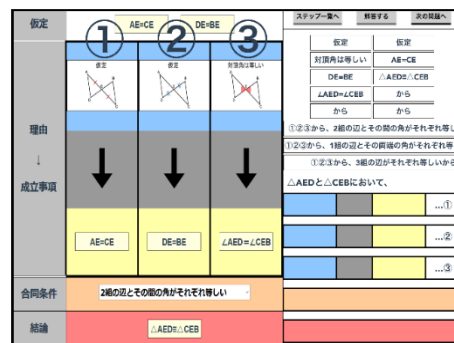 仮定
AE=CE
DE=BE
①
②
③
仮定
仮定
対頂角は等しい
理由
↓
成立事項
AE=CE
DE=BE
∠AED=∠CEB
合同条件
2組の辺とその間の角がそれぞれ等しい
結論
△AED≡△CEB
ステップ一覧へ
解答する
次の問題へ
仮定
仮定
対頂角は等しい
AE=CE
DE=BE
△AED≡△CEB
∠AED=∠CEB
から
から
から
①②③から、2組の辺とその間の角がそれぞれ等し
①②③から、1組の辺とその両端の角がそれぞれ等
①②③から、3組の辺がそれぞれ等しいから
△AEDと△CEBにおいて、
…①
…②
…③